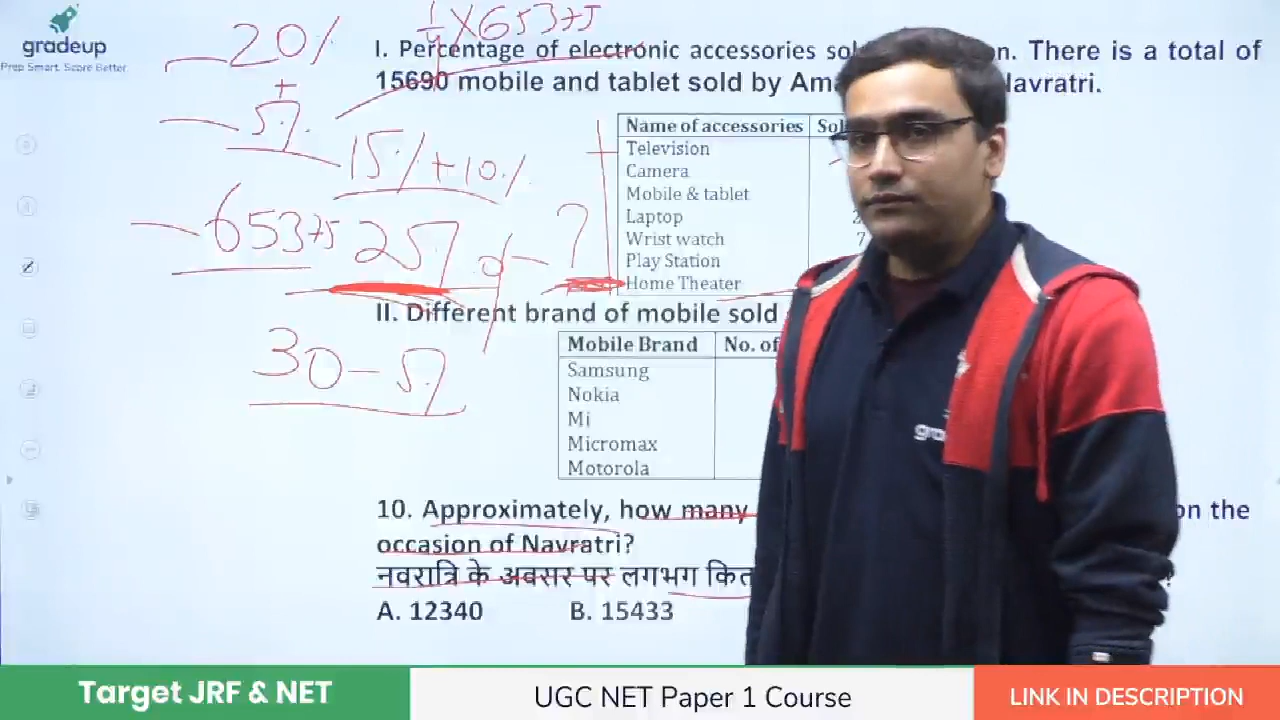 gradeup
Prep Smart. Score Better.
20%
1/4 × 65375
I. Percentage of electronic accessories
on. There is a total of
15690 mobile and tablet sold by
Navratri.
+
5%
15% + 10%
Name of accessories
Television
Camera
Mobile & tablet
Laptop
Wrist watch
Play Station
Home Theater
65375
25%
?
II. Different brand of mobile sold
30 - 5%
Mobile Brand No. of
Samsung
Nokia
Mi
Micromax
Motorola
10. Approximately, how many
on the
occasion of Navratri?
नवरात्रि के अवसर पर लगभग
A. 12340 B. 15433
Target JRF & NET
UGC NET Paper 1 Course
LINK IN DESCRIPTION